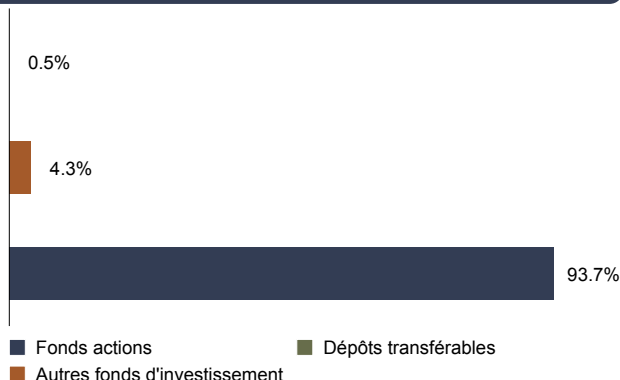 0.5%
4.3%
93.7%
Fonds actions
Dépôts transférables
Autres fonds d'investissement